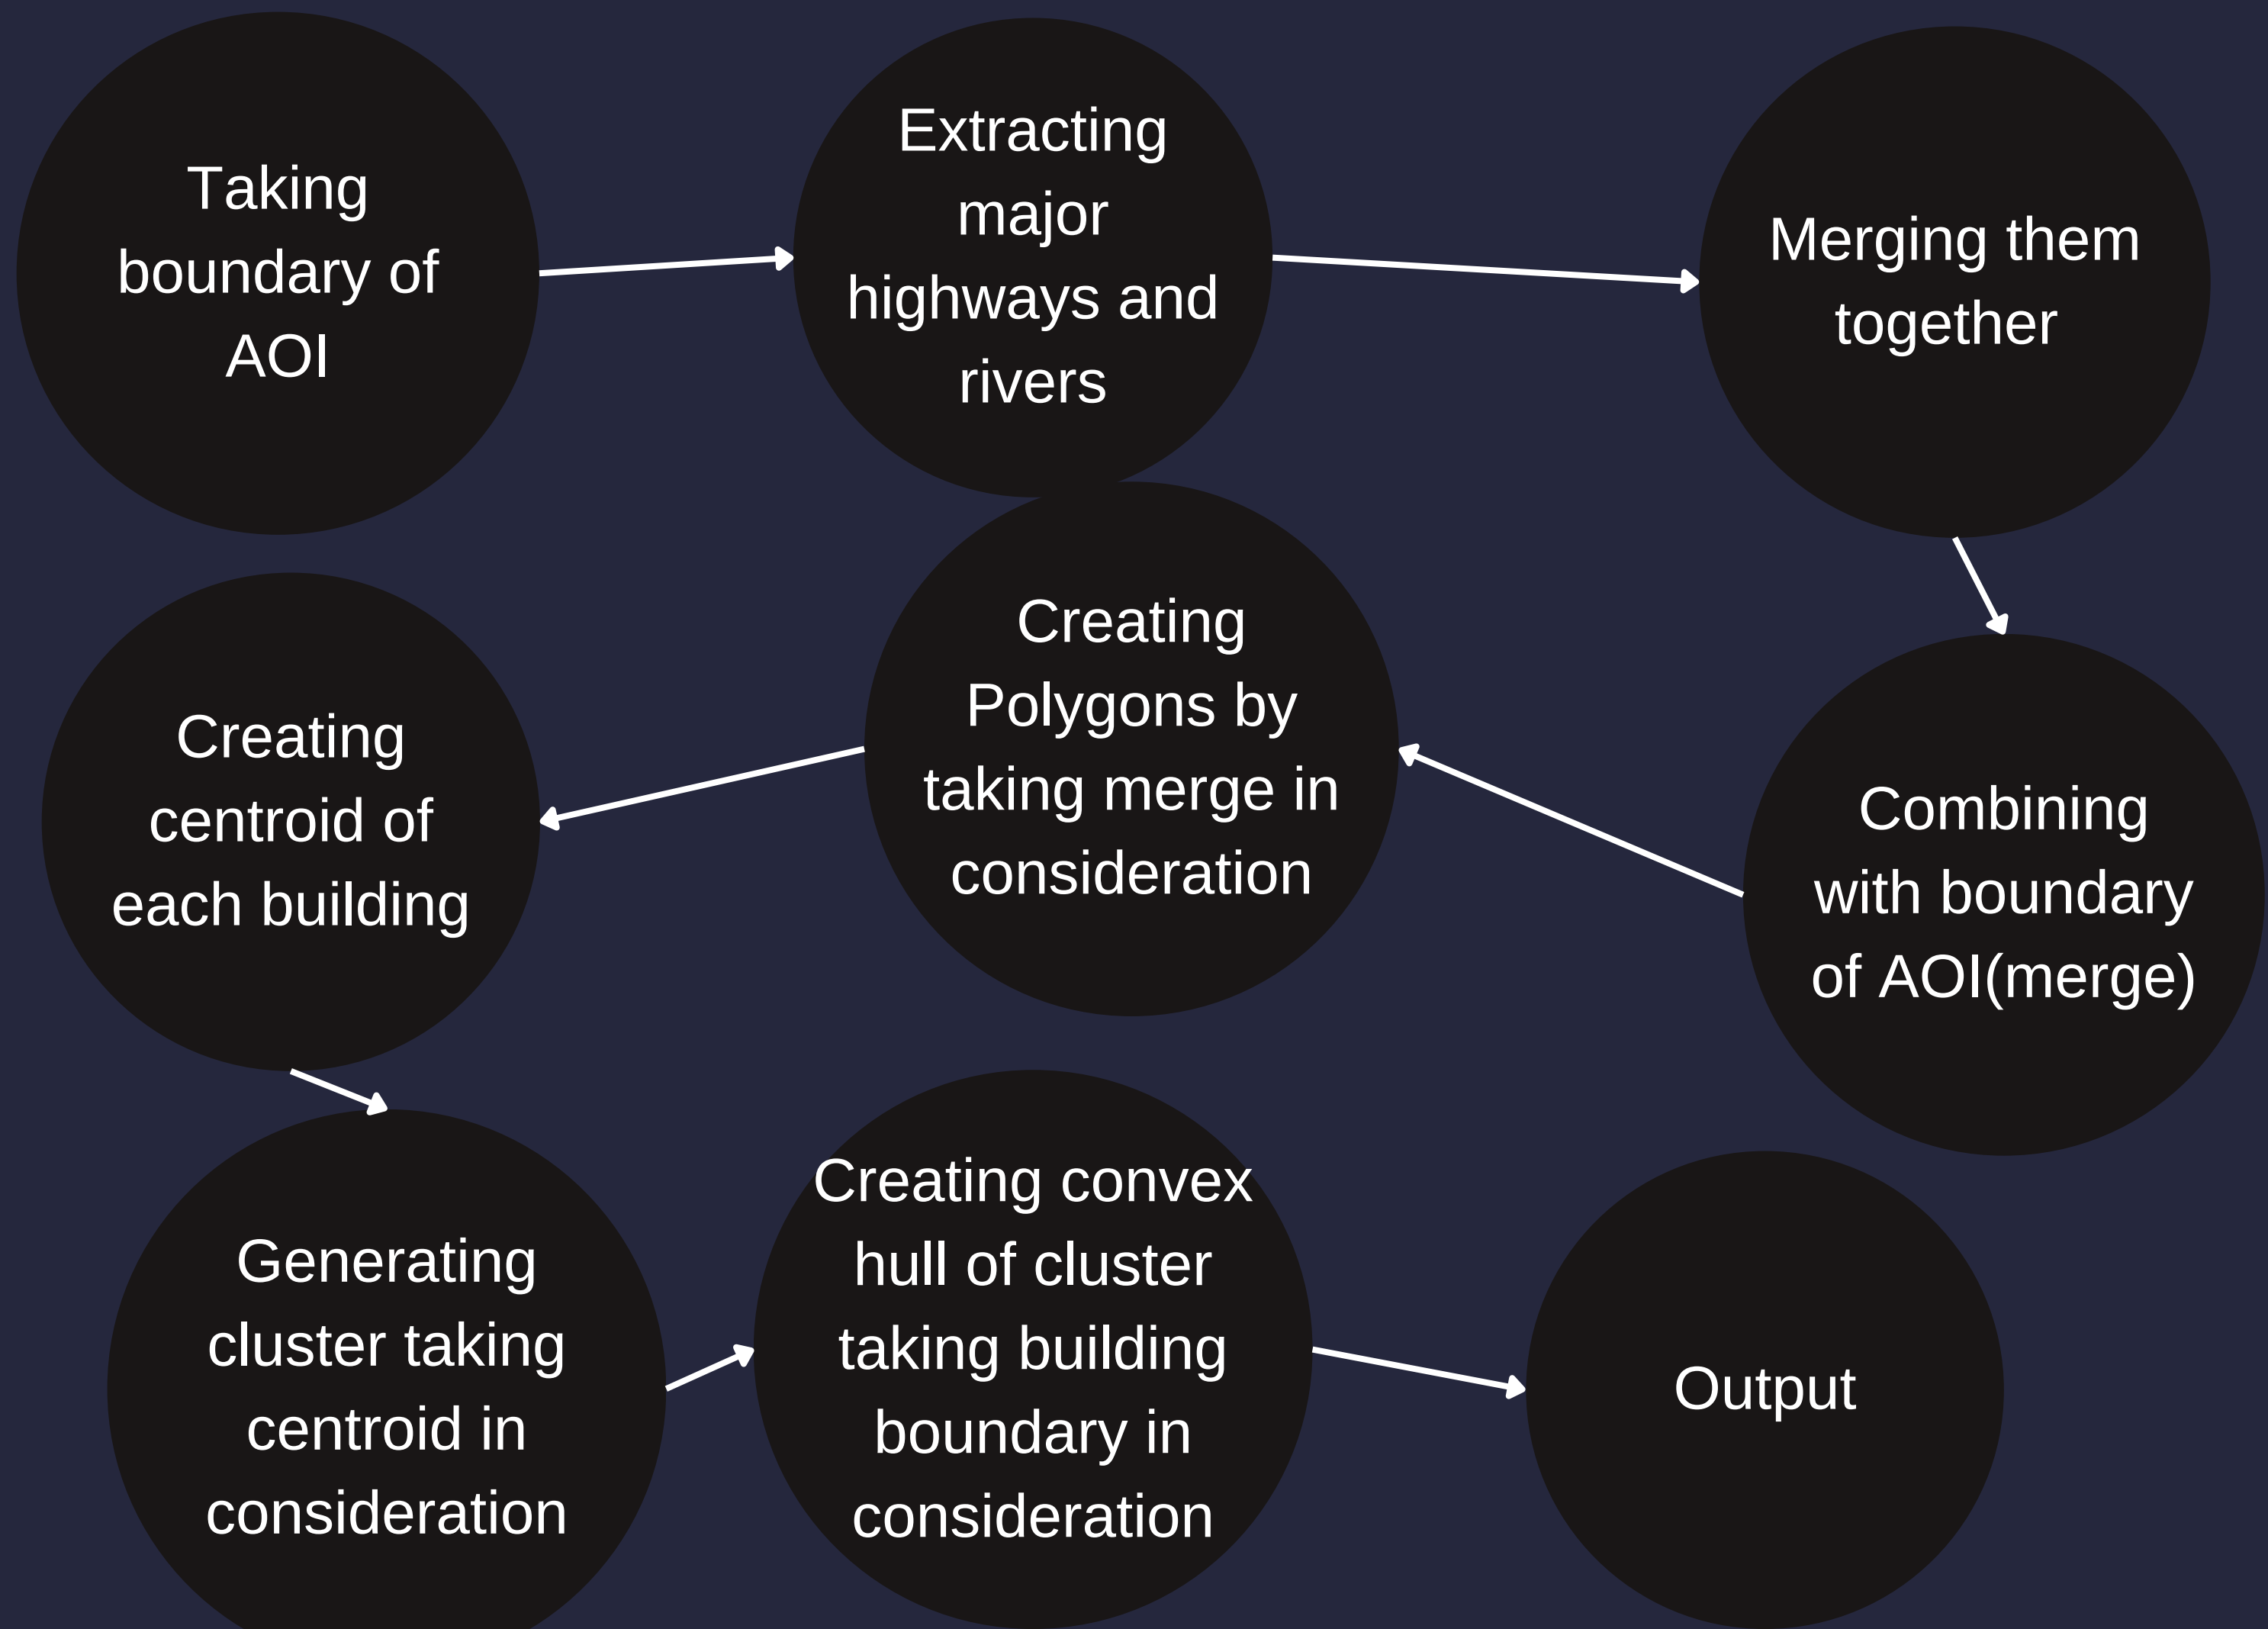 Taking
boundary of
AOI
Extracting
major
highways and
rivers
Merging them
together
Combining
with boundary
of AOI(merge)
Creating
Polygons by
taking merge in
consideration
Creating
centroid of
each building
Generating
cluster taking
centroid in
consideration
Creating convex
hull of cluster
taking building
boundary in
consideration
Output